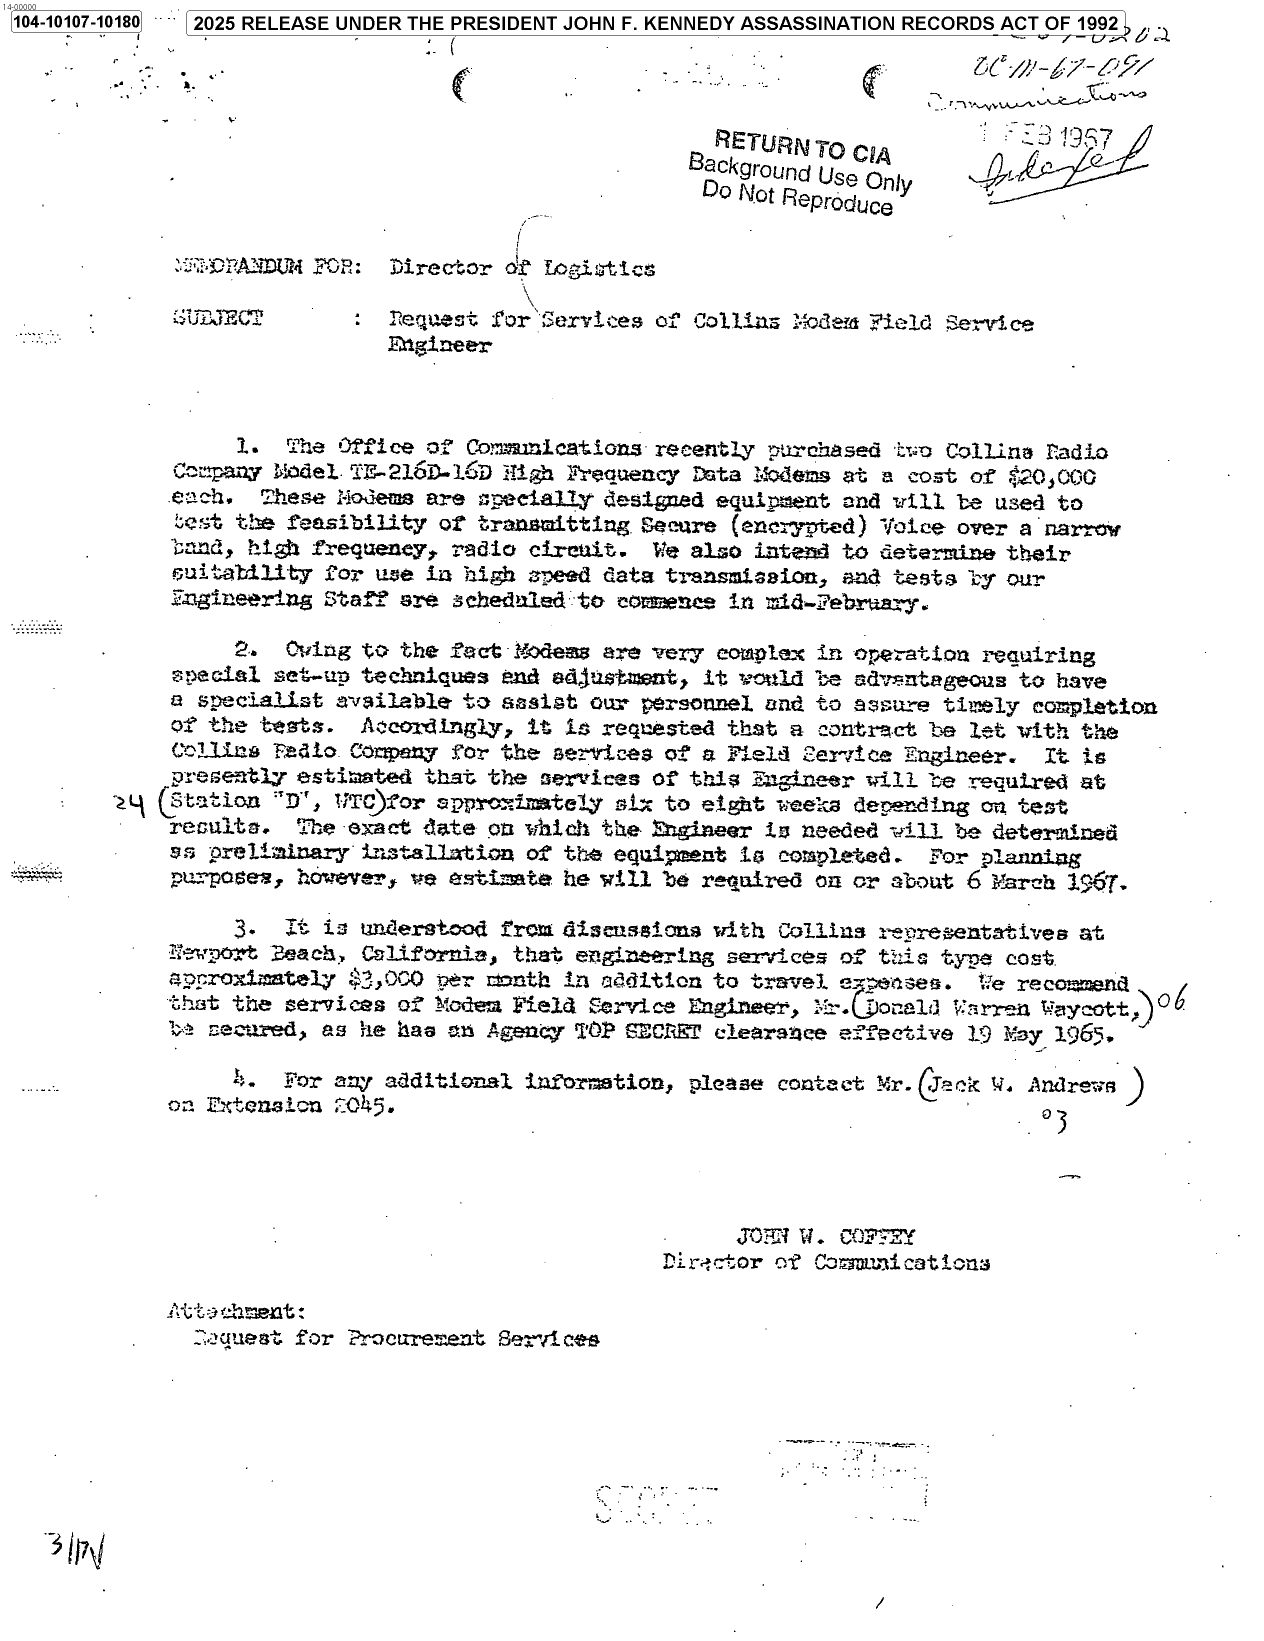 14-00000
104-10107-10180
2025 RELEASE UNDER THE PRESIDENT JOHN F. KENNEDY ASSASSINATION RECORDS ACT OF 1992
OC-M-67-091
Communications
1 FEB 1967
Indexed
RETURN TO CIA
Background Use Only
Do Not Reproduce
MEMORANDUM FOR: Director of Logistics
SUBJECT : Request for Services of Collins Modem Field Service
Engineer
1. The Office of Communications recently purchased two Collins Radio
Company Model TE-216D-16D High Frequency Data Modems at a cost of $20,000
each. These Modems are specially designed equipment and will be used to
test the feasibility of transmitting Secure (encrypted) Voice over a narrow
band, high frequency, radio circuit. We also intend to determine their
suitability for use in high speed data transmission, and tests by our
Engineering Staff are scheduled to commence in mid-February.
2. Owing to the fact Modems are very complex in operation requiring
special set-up techniques and adjustment, it would be advantageous to have
a specialist available to assist our personnel and to assure timely completion
of the tests. Accordingly, it is requested that a contract be let with the
Collins Radio Company for the services of a Field Service Engineer. It is
presently estimated that the services of this Engineer will be required at
24 (Station "D", WTC) for approximately six to eight weeks depending on test
results. The exact date on which the Engineer is needed will be determined
as preliminary installation of the equipment is completed. For planning
purposes, however, we estimate he will be required on or about 6 March 1967.
3. It is understood from discussions with Collins representatives at
Newport Beach, California, that engineering services of this type cost
approximately $3,000 per month in addition to travel expenses. We recommend
that the services of Modem Field Service Engineer, Mr. (Donald Warren Waycott,) 06
be secured, as he has an Agency TOP SECRET clearance effective 19 May 1965.
4. For any additional information, please contact Mr. (Jack W. Andrews)
on Extension 2045.
03
JOHN W. COFFEY
Director of Communications
Attachment:
Request for Procurement Services
SECRET
3/PV